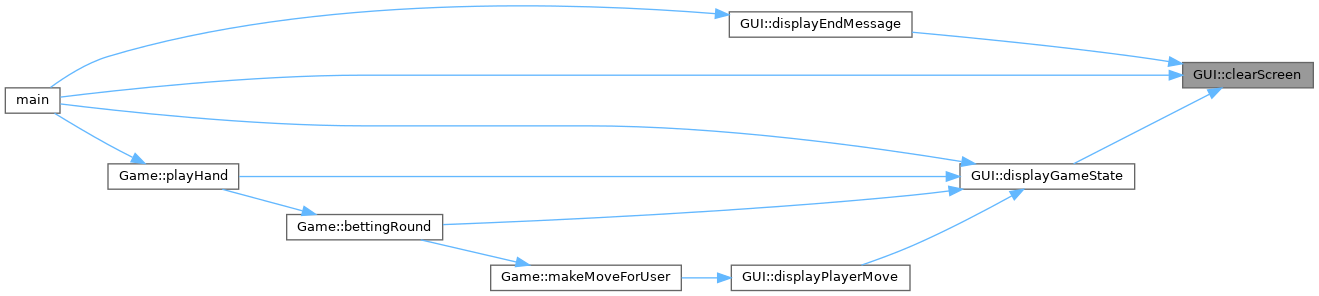 GUI::displayEndMessage
GUI::clearScreen
main
Game::playHand
GUI::displayGameState
Game::bettingRound
Game::makeMoveForUser
GUI::displayPlayerMove